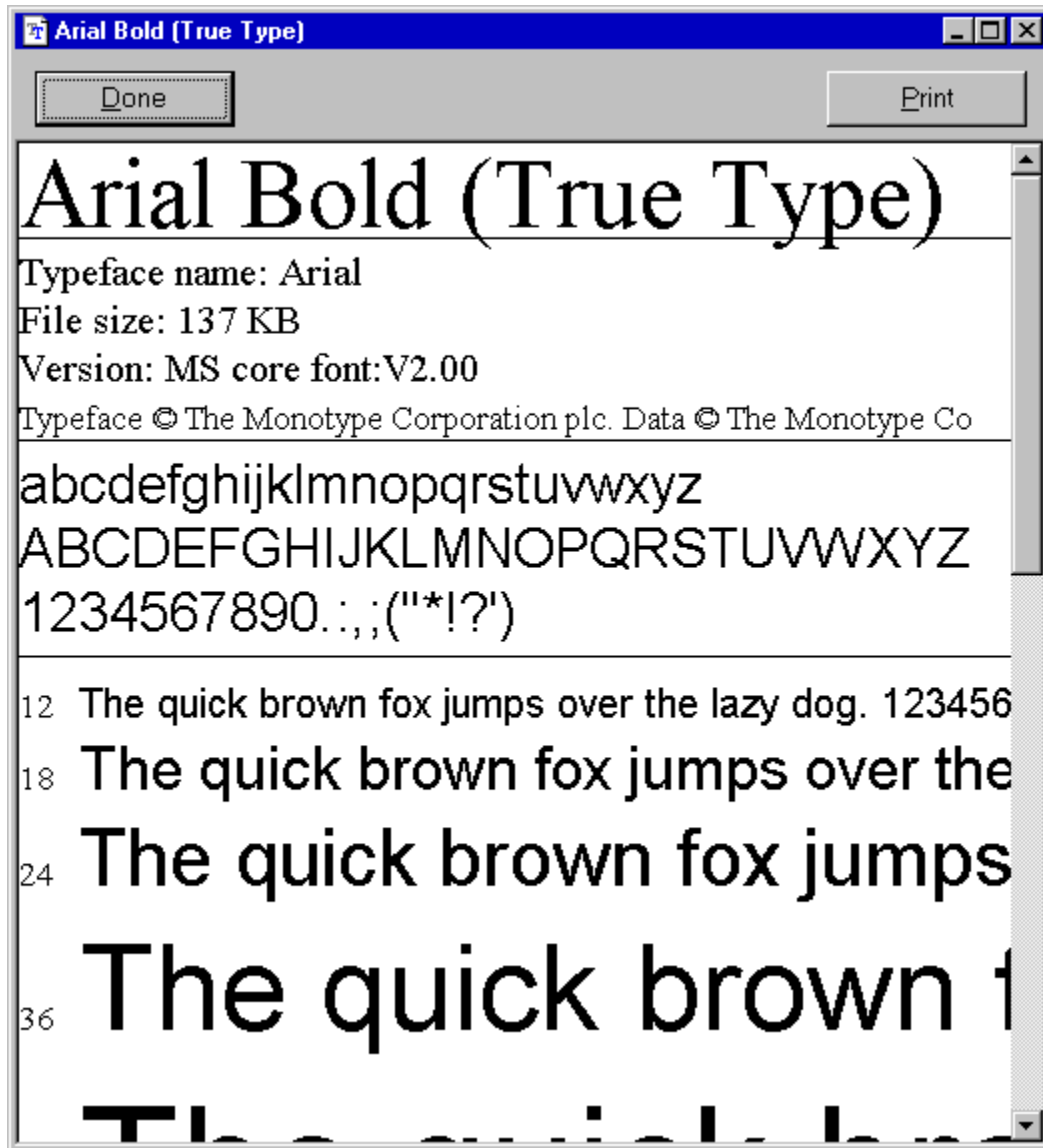 Arial Bold (True Type)
Done
Print
Arial Bold (True Type)
Typeface name: Arial
File size: 137 KB
Version: MS core font:V2.00
Typeface © The Monotype Corporation plc. Data © The Monotype Co
abcdefghijklmnopqrstuvwxyz
ABCDEFGHIJKLMNOPQRSTUVWXYZ
1234567890.:,;("*!?')
12 The quick brown fox jumps over the lazy dog. 123456
18 The quick brown fox jumps over the
24 The quick brown fox jumps
36 The quick brown f